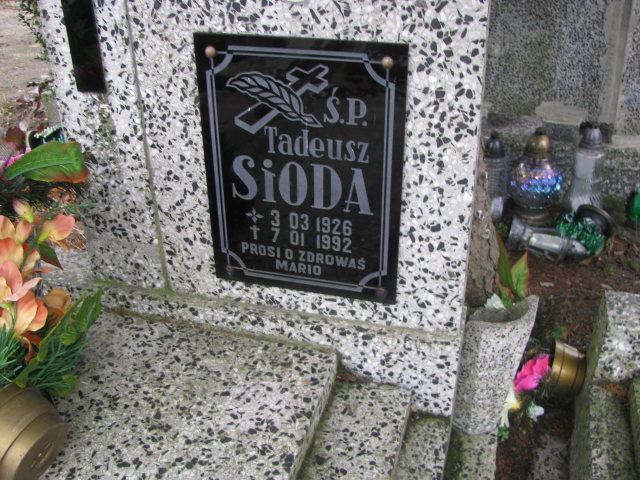 Ś.P.
Tadeusz
SiODA
3 03 1926
† 7 01 1992
PROSI O ZDROWAŚ
MARIO